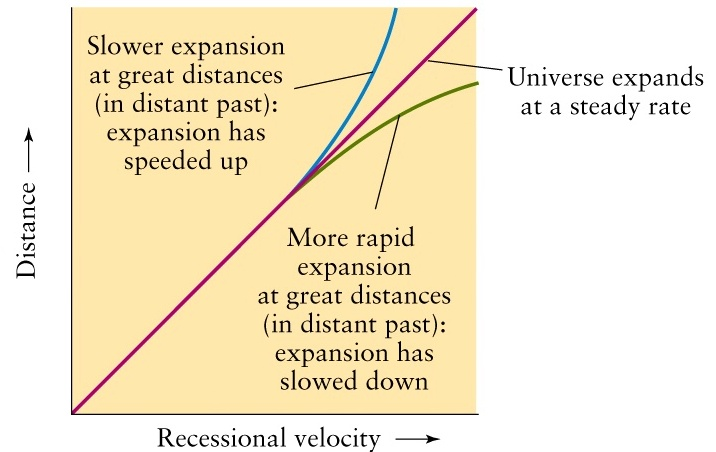 Slower expansion
at great distances
(in distant past):
expansion has
speeded up
Universe expands
at a steady rate
More rapid
expansion
at great distances
(in distant past):
expansion has
slowed down
Distance
Recessional velocity